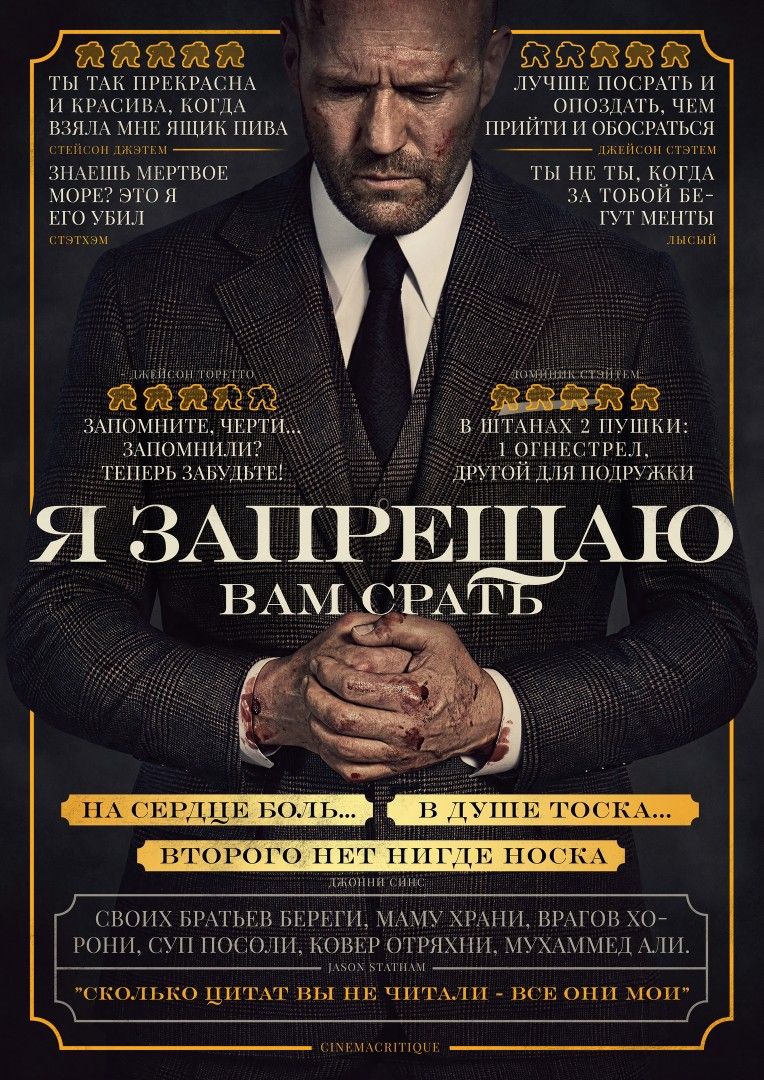 ТЫ ТАК ПРЕКРАСНА
И КРАСИВА, КОГДА
ВЗЯЛА МНЕ ЯЩИК ПИВА
СТЕЙСОН ДЖЭТЕМ
ЗНАЕШЬ МЕРТВОЕ
МОРЕ? ЭТО Я
ЕГО УБИЛ
СТЭТХЭМ
ЛУЧШЕ ПОСРАТЬ И
ОПОЗДАТЬ, ЧЕМ
ПРИЙТИ И ОБОСРАТЬСЯ
ДЖЕЙСОН СТЭТЕМ
ТЫ НЕ ТЫ, КОГДА
ЗА ТОБОЙ БЕ-
ГУТ МЕНТЫ
ЛЫСЫЙ
- ДЖЕЙСОН ТОРЕТТО
ЗАПОМНИТЕ, ЧЕРТИ...
ЗАПОМНИЛИ?
ТЕПЕРЬ ЗАБУДЬТЕ!
ДОМИНИК СТЭЙТЕМ
В ШТАНАХ 2 ПУШКИ:
1 ОГНЕСТРЕЛ,
ДРУГОЙ ДЛЯ ПОДРУЖКИ
Я ЗАПРЕЩАЮ
ВАМ СРАТЬ
НА СЕРДЦЕ БОЛЬ...
В ДУШЕ ТОСКА...
ВТОРОГО НЕТ НИГДЕ НОСКА
ДЖОННИ СИНС
СВОИХ БРАТЬЕВ БЕРЕГИ, МАМУ ХРАНИ, ВРАГОВ ХО-
РОНИ, СУП ПОСОЛИ, КОВЕР ОТРЯХНИ, МУХАММЕД АЛИ.
JASON STATHAM
"СКОЛЬКО ЦИТАТ ВЫ НЕ ЧИТАЛИ - ВСЕ ОНИ МОИ"
CINEMACRITIQUE